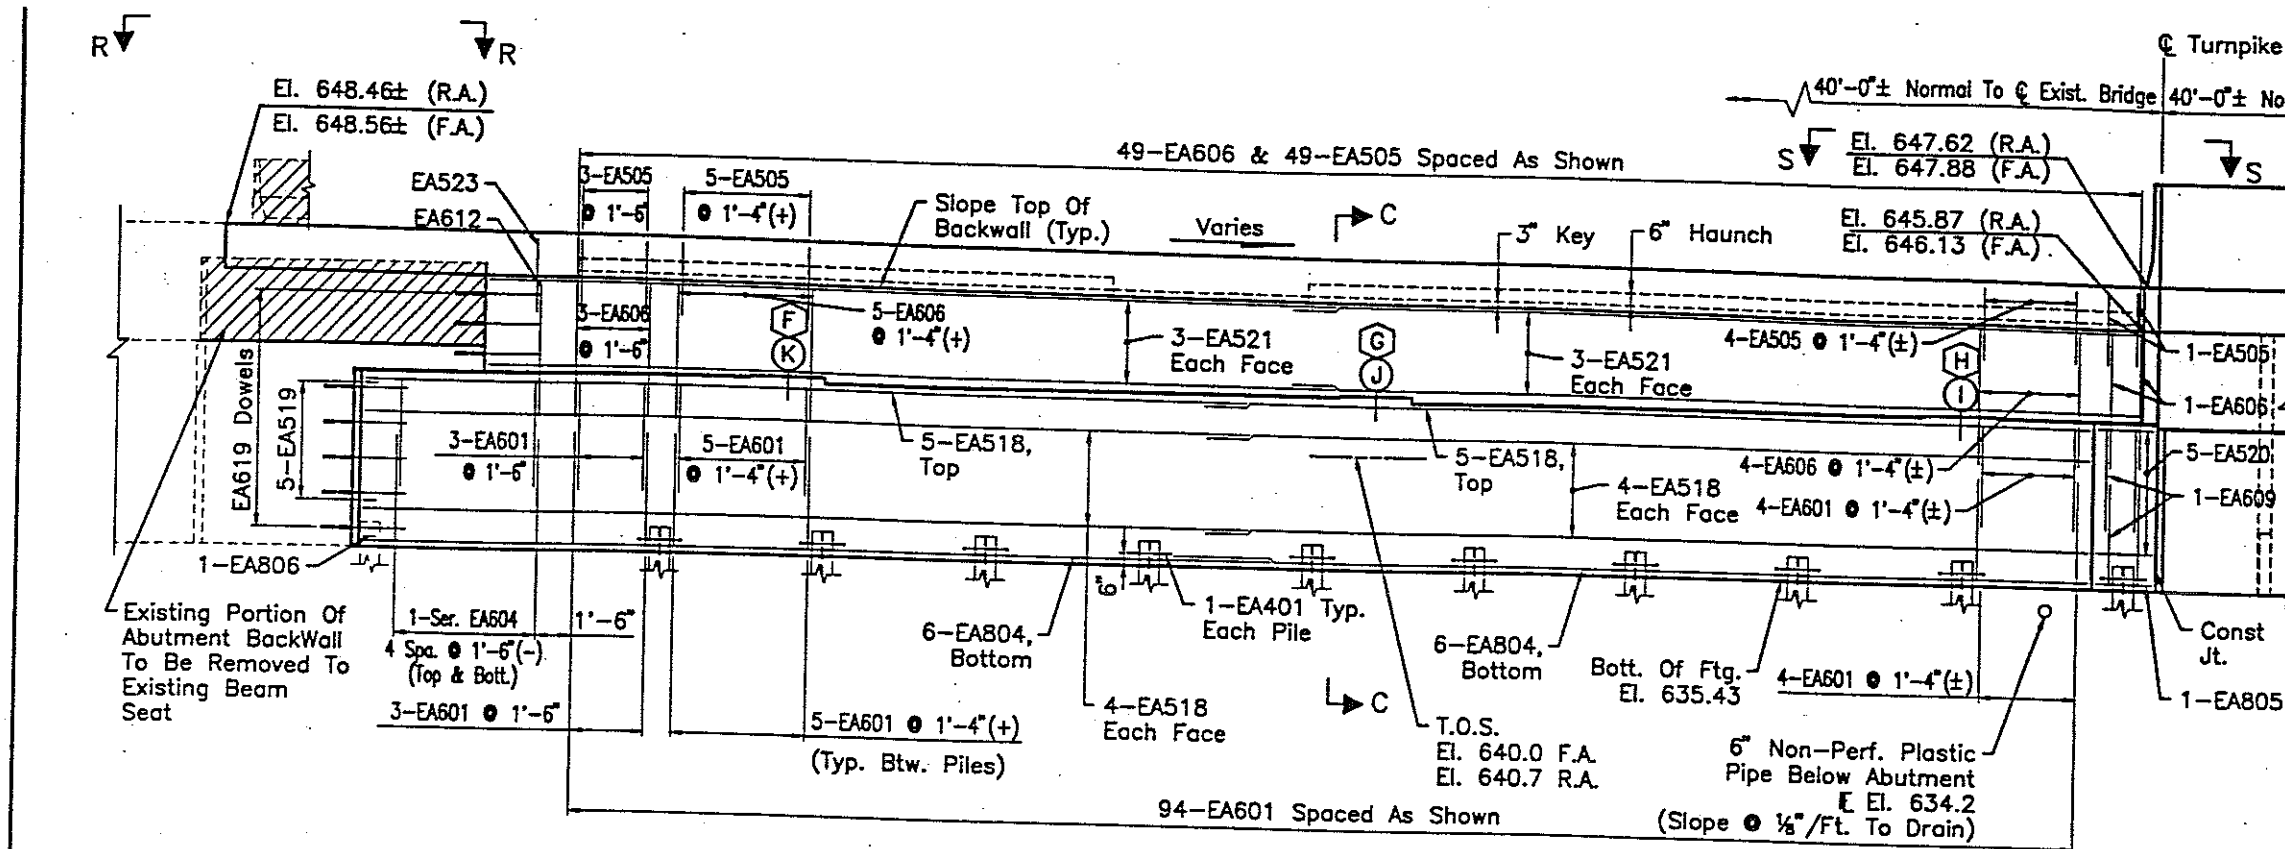 R
R
℄ Turnpike
El. 648.46± (R.A.)
El. 648.56± (F.A.)
40'-0"± Normal To ℄ Exist. Bridge
40'-0"± No
49-EA606 & 49-EA505 Spaced As Shown
S
El. 647.62 (R.A.)
El. 647.88 (F.A.)
S
EA523
EA612
3-EA505
@ 1'-6"
5-EA505
@ 1'-4"(+)
Slope Top Of
Backwall (Typ.)
Varies
C
3" Key
6" Haunch
El. 645.87 (R.A.)
El. 646.13 (F.A.)
3-EA606
@ 1'-6"
F
K
5-EA606
@ 1'-4"(+)
3-EA521
Each Face
G
J
3-EA521
Each Face
4-EA505 @ 1'-4"(±)
H
I
1-EA505
1-EA606
EA619 Dowels
5-EA519
3-EA601
@ 1'-6"
5-EA601
@ 1'-4"(+)
5-EA518,
Top
5-EA518,
Top
4-EA606 @ 1'-4"(±)
4-EA518
Each Face
4-EA601 @ 1'-4"(±)
5-EA520
1-EA609
1-EA806
Existing Portion Of
Abutment BackWall
To Be Removed To
Existing Beam
Seat
1-Ser. EA604
4 Spa. @ 1'-6"(-)
(Top & Bott.)
1'-6"
3-EA601 @ 1'-6"
5-EA601 @ 1'-4"(+)
(Typ. Btw. Piles)
6"
6-EA804,
Bottom
1-EA401 Typ.
Each Pile
4-EA518
Each Face
C
6-EA804,
Bottom
Bott. Of Ftg.
El. 635.43
T.O.S.
El. 640.0 F.A.
El. 640.7 R.A.
4-EA601 @ 1'-4"(±)
Const
Jt.
1-EA805
6" Non-Perf. Plastic
Pipe Below Abutment
℄ El. 634.2
(Slope @ ⅛"/Ft. To Drain)
94-EA601 Spaced As Shown